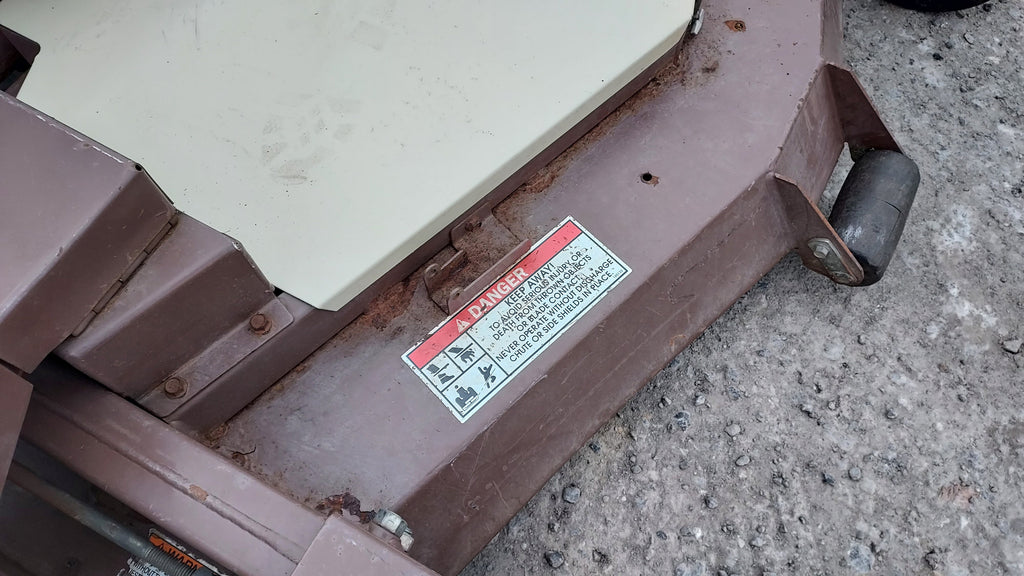 DANGER
KEEP AWAY
TO AVOID SERIOUS INJURY OR
DEATH FROM THROWN OBJECTS
OR BLADE CONTACT:
NEVER OPERATE WITHOUT DISCHARGE
CHUTE OR SIDE SHIELDS IN PLACE
WARN